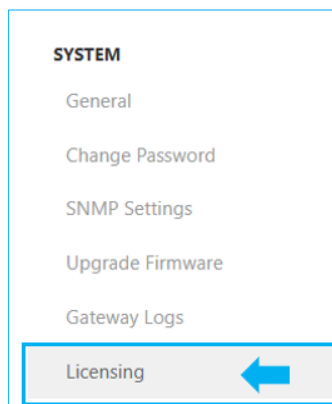 SYSTEM
General
Change Password
SNMP Settings
Upgrade Firmware
Gateway Logs
Licensing